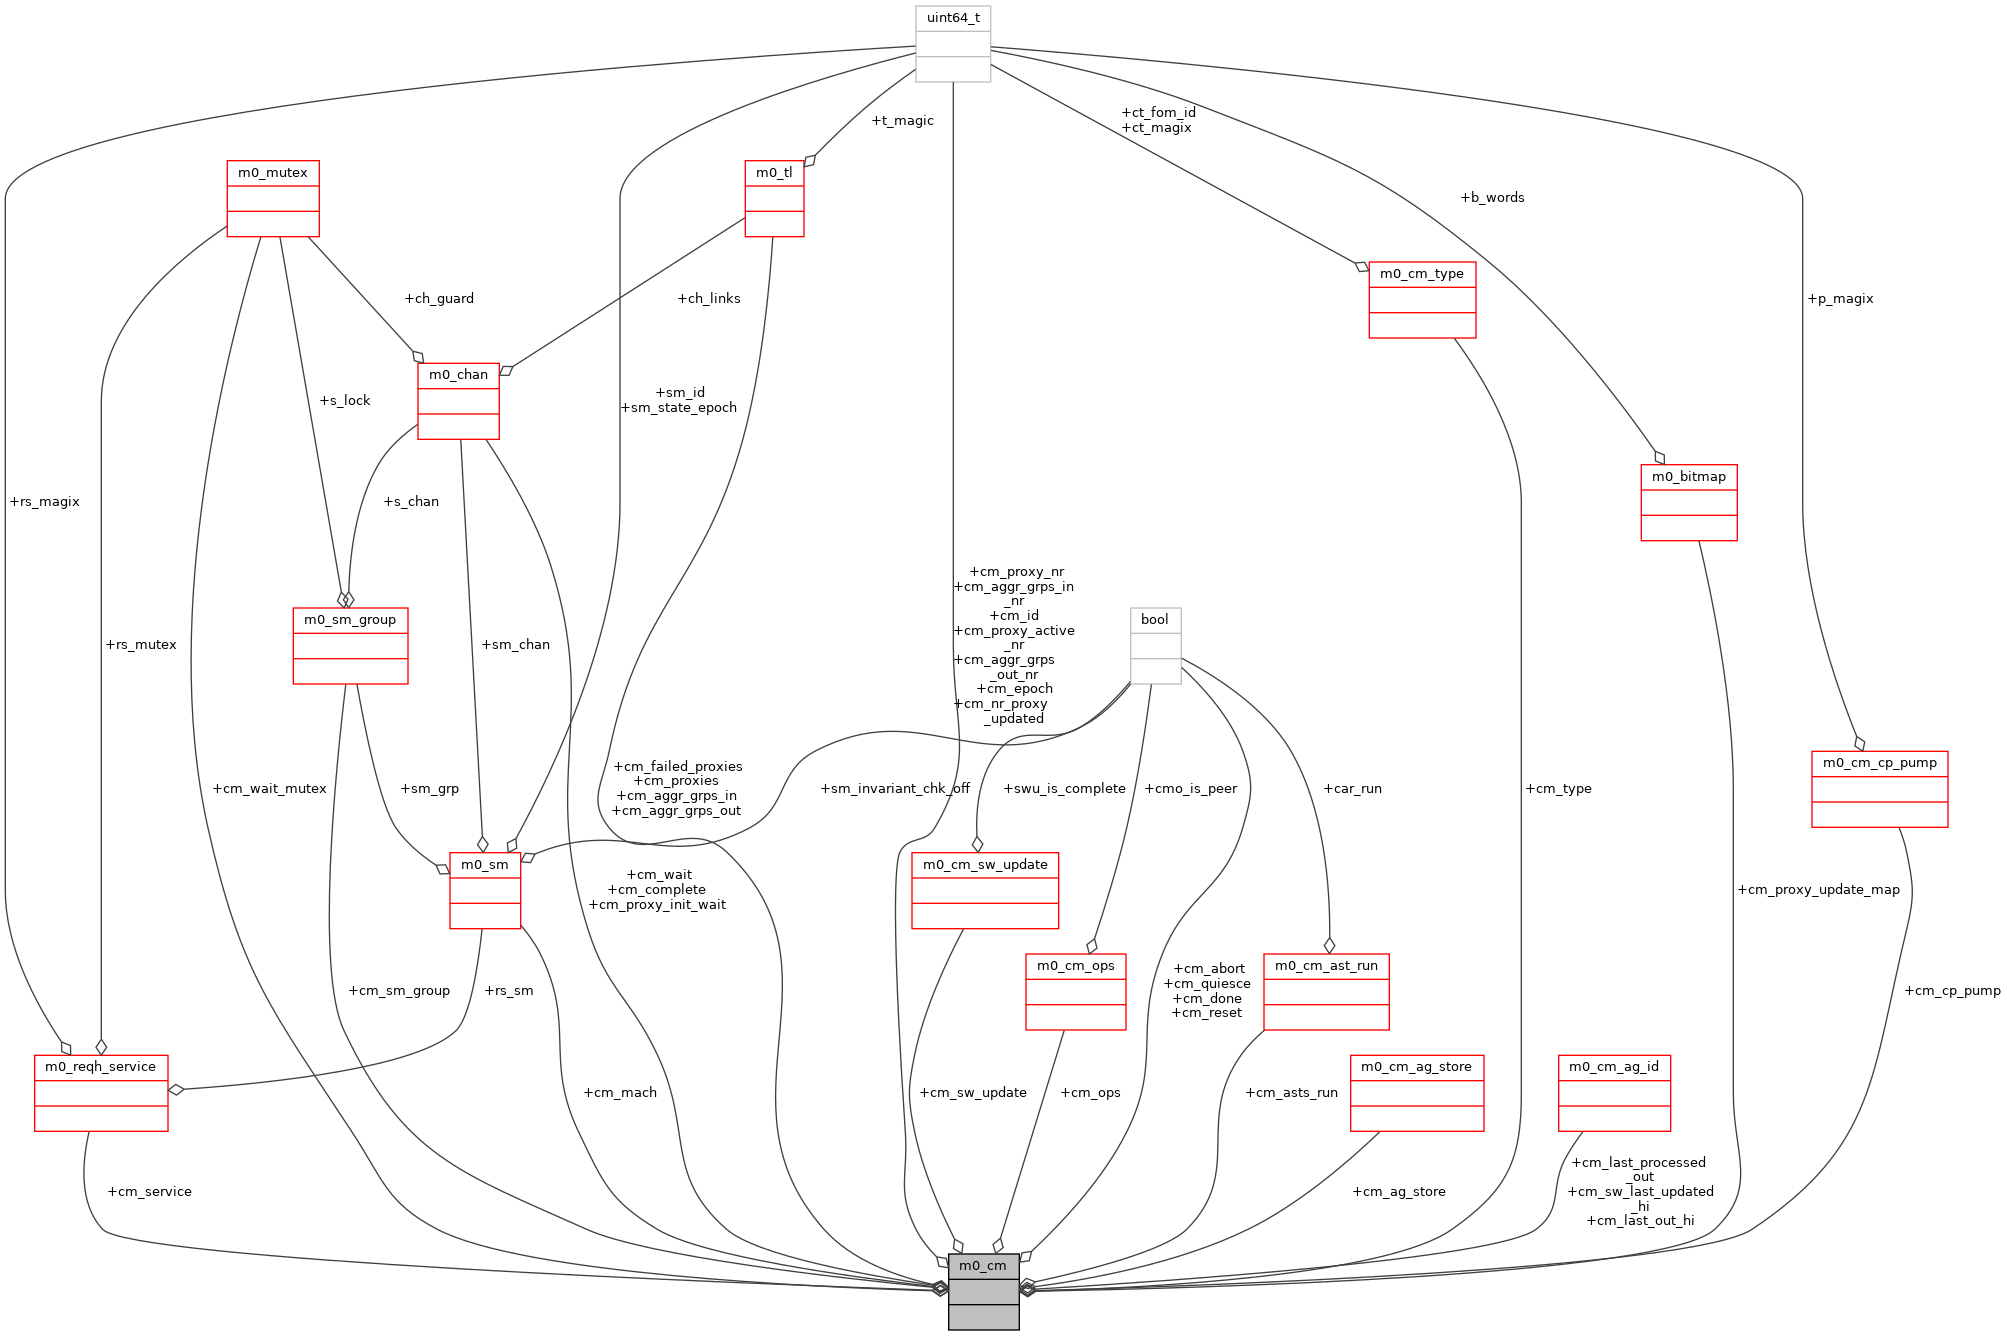 uint64_t
+ct_fom_id
+ct_magix
+t_magic
m0_mutex
m0_tl
+b_words
m0_cm_type
+ch_guard
+ch_links
+p_magix
m0_chan
+s_lock
+sm_id
+sm_state_epoch
m0_bitmap
+rs_magix
+s_chan
+cm_proxy_nr
+cm_aggr_grps_in
_nr
+cm_id
+cm_proxy_active
_nr
+cm_aggr_grps
_out_nr
+cm_epoch
+cm_nr_proxy
_updated
m0_sm_group
bool
+rs_mutex
+sm_chan
m0_cm_cp_pump
+cm_wait_mutex
+sm_grp
+cm_failed_proxies
+cm_proxies
+cm_aggr_grps_in
+cm_aggr_grps_out
+sm_invariant_chk_off
+swu_is_complete
+cmo_is_peer
+car_run
+cm_type
m0_sm
m0_cm_sw_update
+cm_wait
+cm_complete
+cm_proxy_init_wait
+cm_proxy_update_map
m0_cm_ops
m0_cm_ast_run
+cm_abort
+cm_quiesce
+cm_done
+cm_reset
+cm_sm_group
+rs_sm
+cm_cp_pump
m0_reqh_service
m0_cm_ag_store
m0_cm_ag_id
+cm_mach
+cm_sw_update
+cm_ops
+cm_asts_run
+cm_service
+cm_ag_store
+cm_last_processed
_out
+cm_sw_last_updated
_hi
+cm_last_out_hi
m0_cm